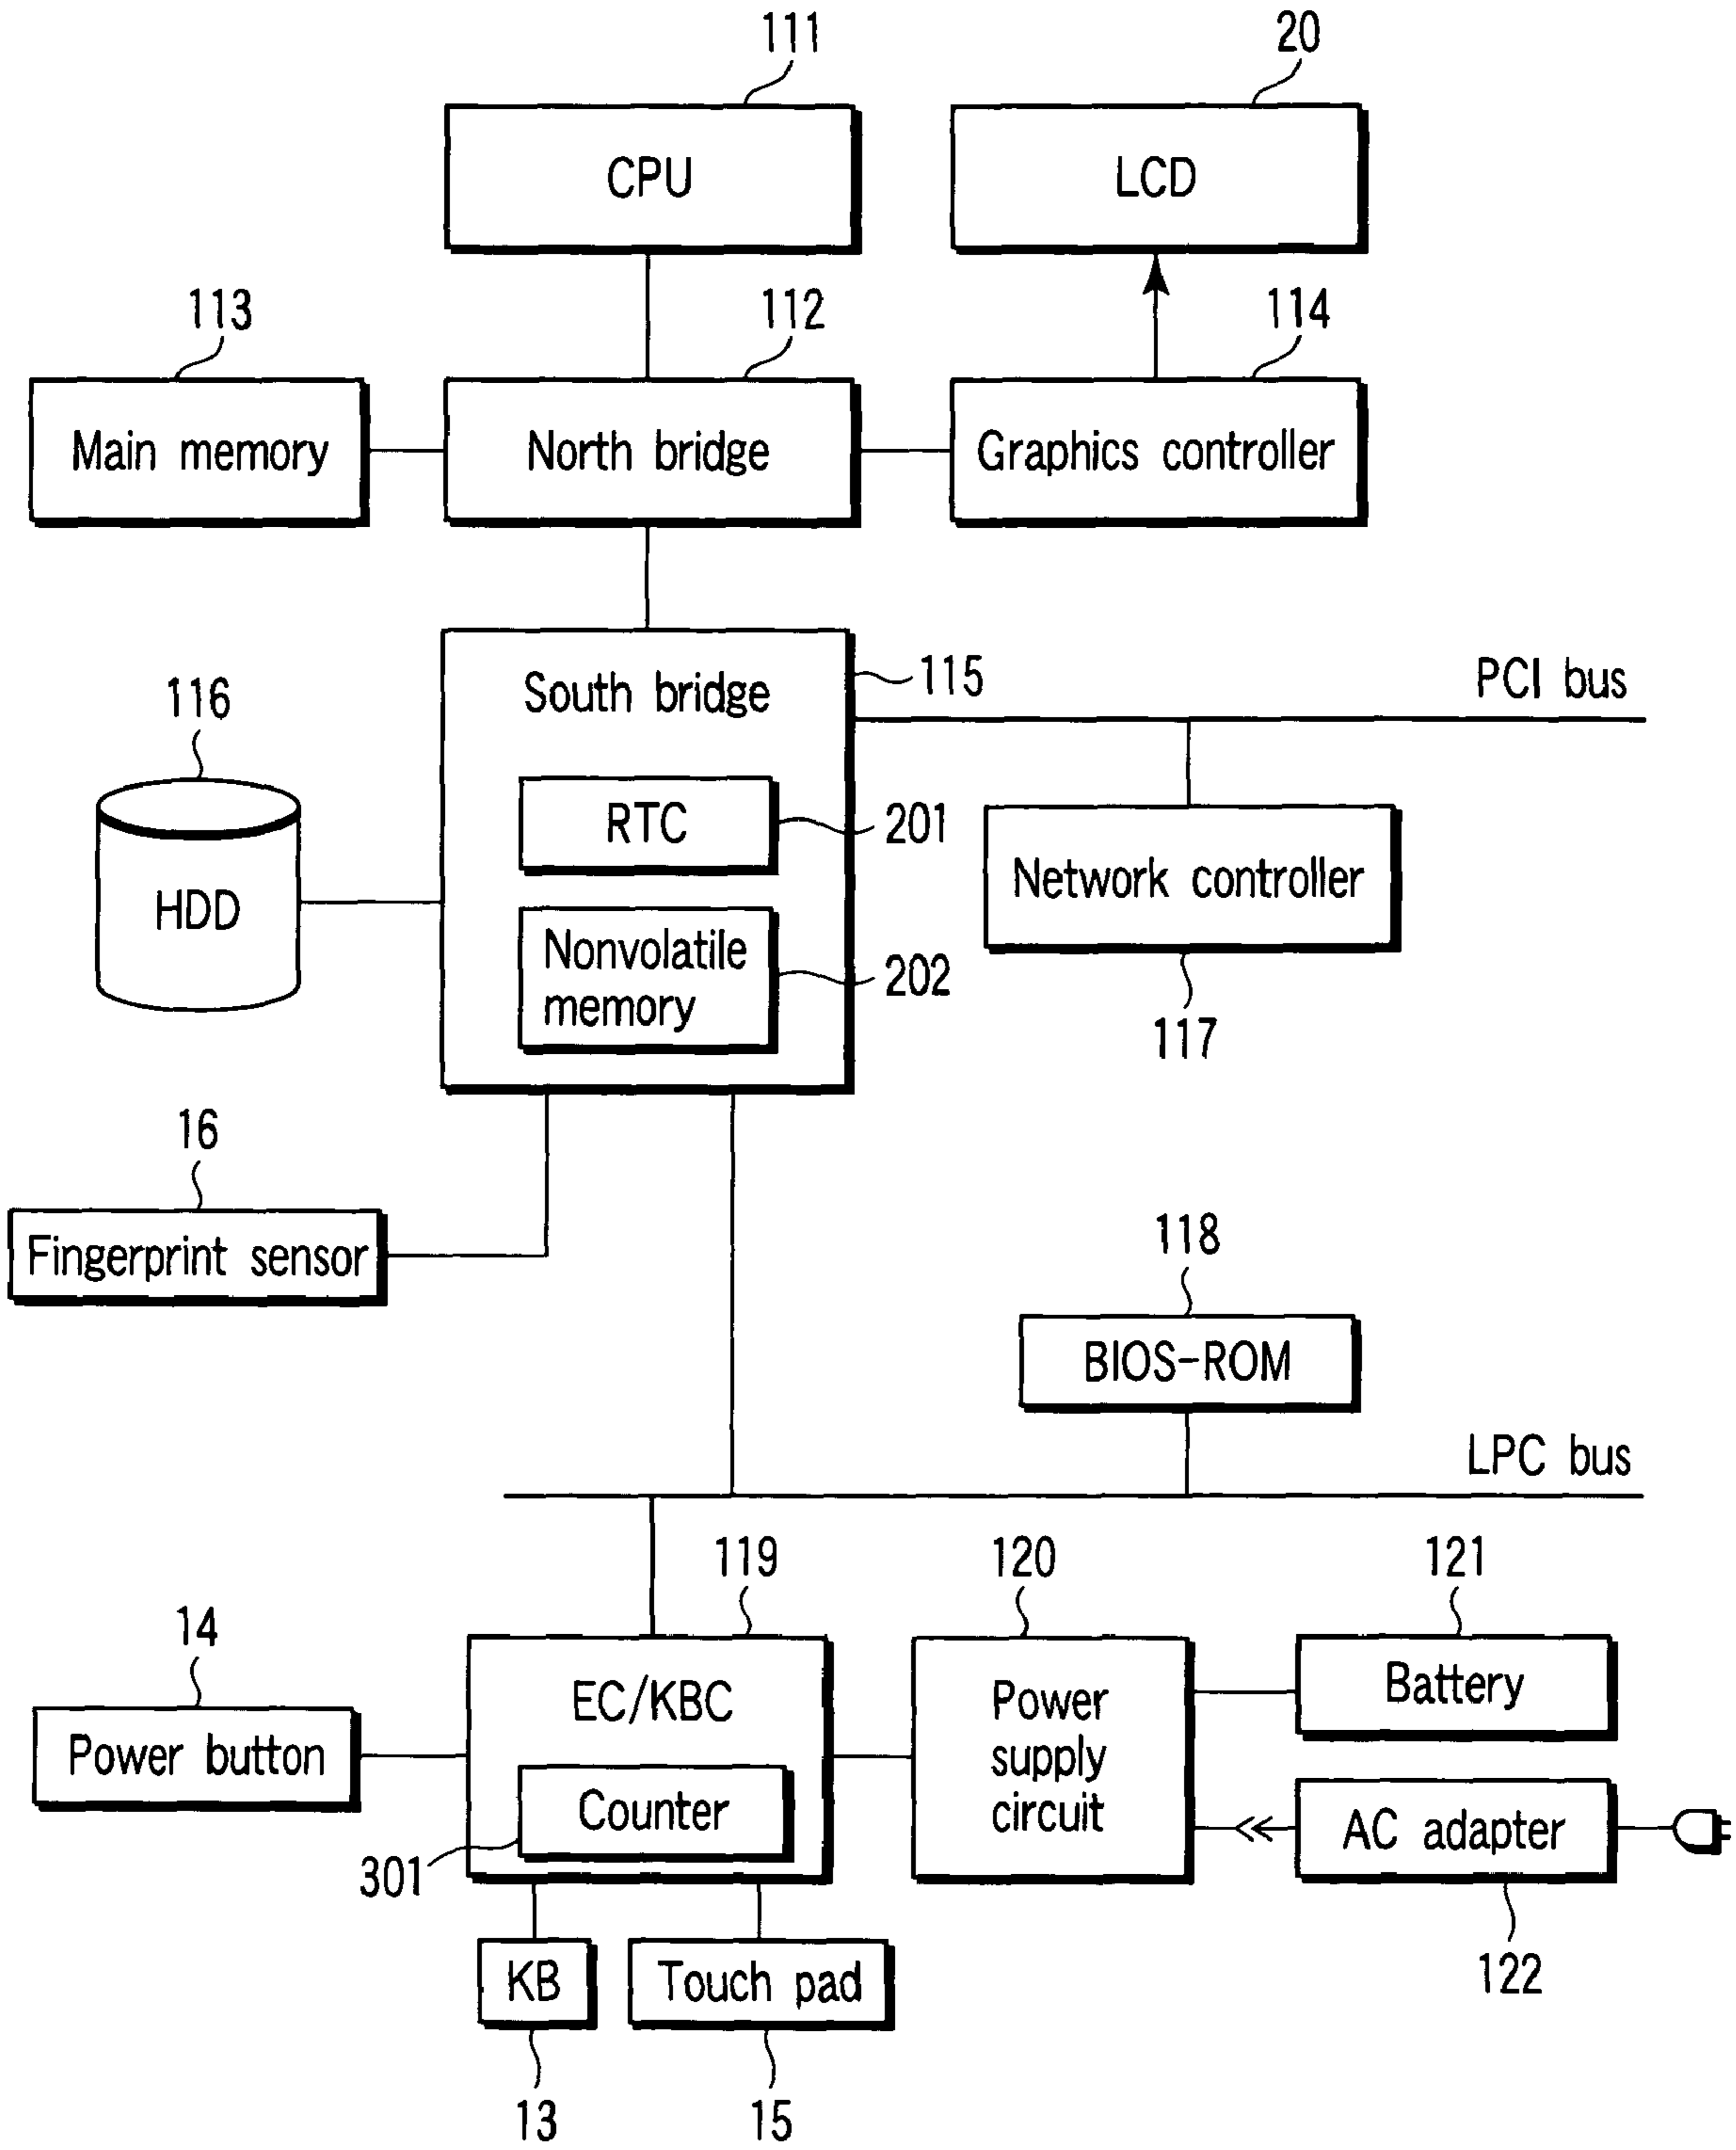 111
20
CPU
LCD
113
112
114
Main memory
North bridge
Graphics controller
115
PCI bus
116
South bridge
RTC
201
HDD
Network controller
Nonvolatile
memory
202
117
16
Fingerprint sensor
118
BIOS-ROM
LPC bus
119
120
121
14
EC/KBC
Power
supply
circuit
Battery
Power button
Counter
AC adapter
301
122
KB
Touch pad
13
15